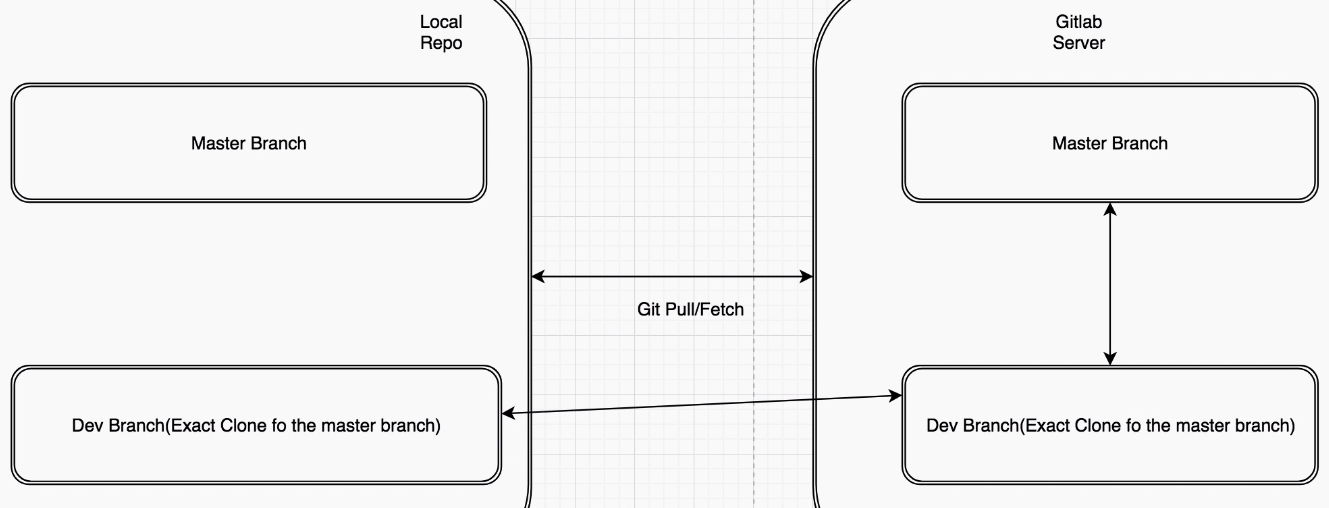 Local
Repo
Gitlab
Server
Master Branch
Master Branch
Git Pull/Fetch
Dev Branch(Exact Clone fo the master branch)
Dev Branch(Exact Clone fo the master branch)